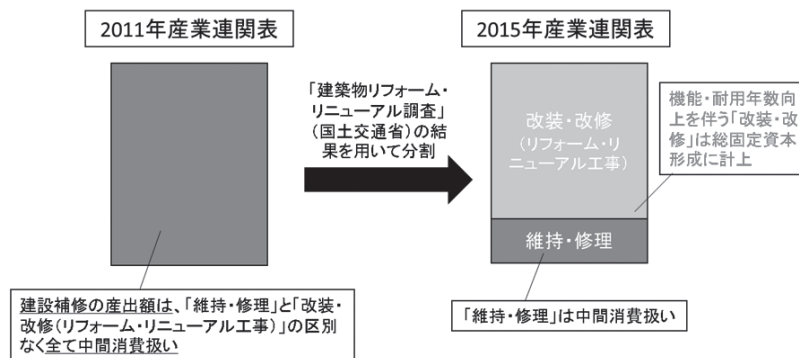 2011年産業連関表
2015年産業連関表
「建築物リフォーム・
リニューアル調査」
（国土交通省）の結
果を用いて分割
改装・改修
（リフォーム・リ
ニューアル工事）
維持・修理
機能・耐用年数向
上を伴う「改装・改
修」は総固定資本
形成に計上
建設補修の産出額は、「維持・修理」と「改装・
改修（リフォーム・リニューアル工事）」の区別
なく全て中間消費扱い
「維持・修理」は中間消費扱い